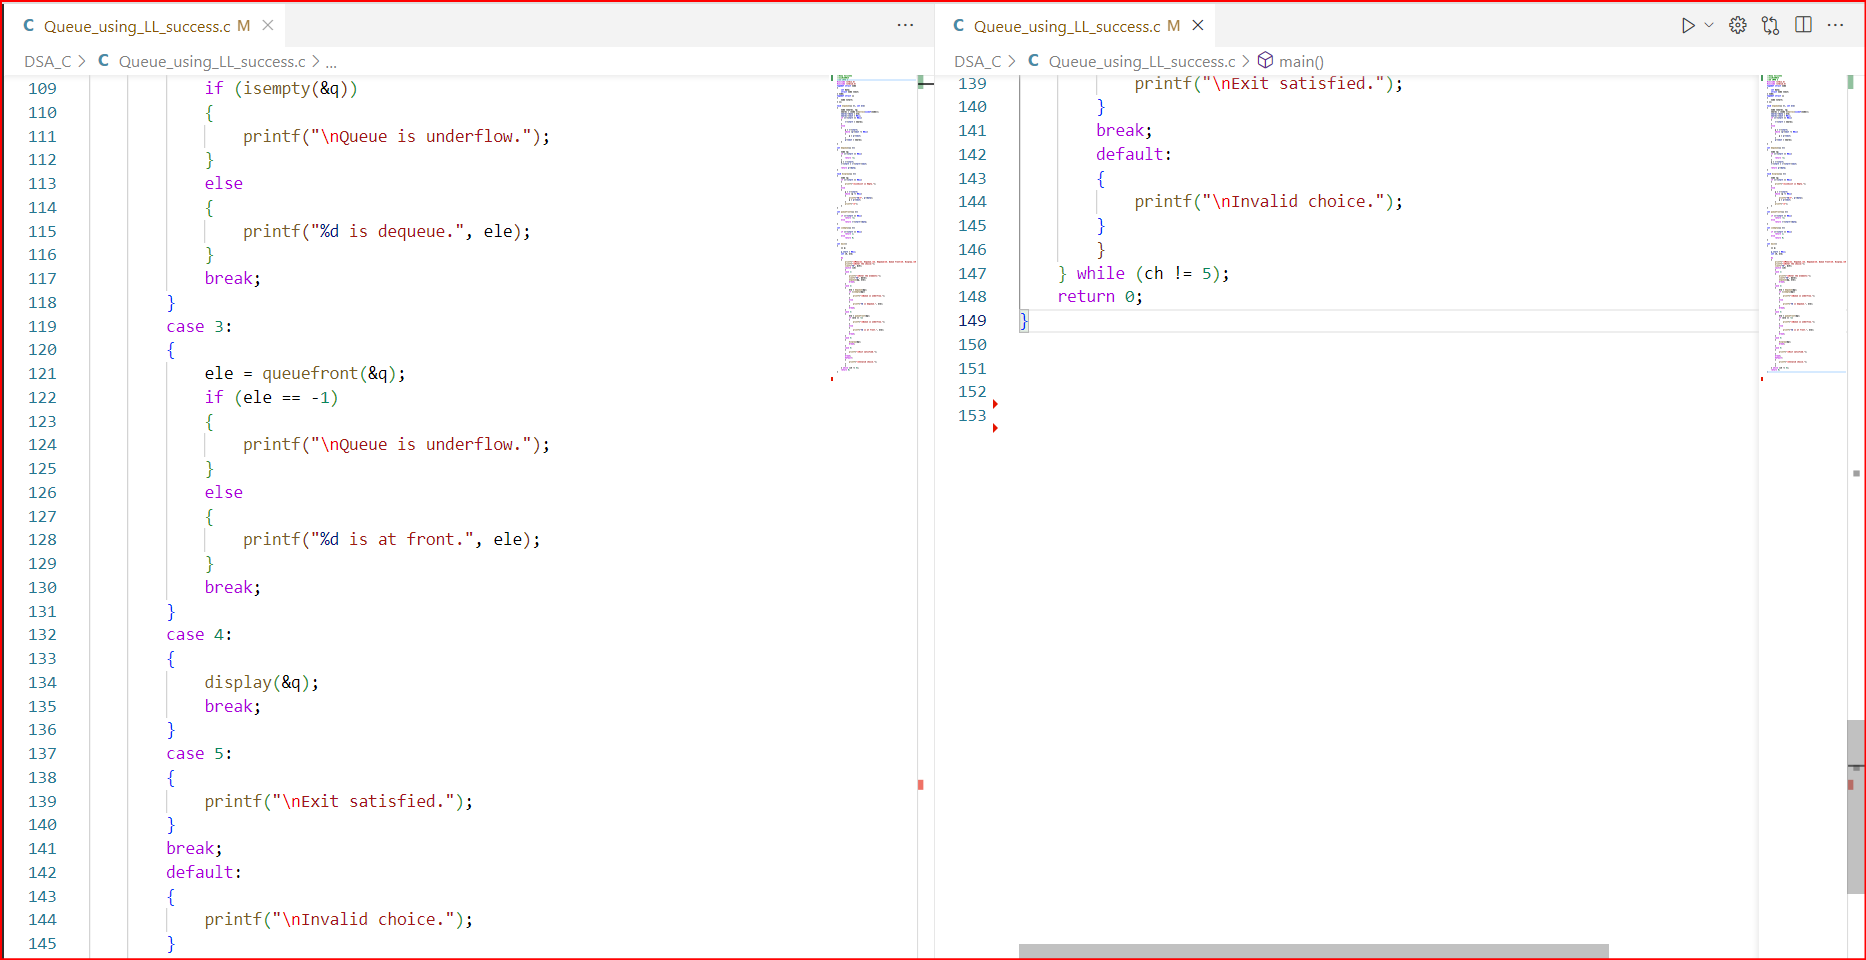 C Queue_using_LL_success.c M
DSA_C > C Queue_using_LL_success.c > ...
109 if (isempty(&q))
110 {
111 printf("\nQueue is underflow.");
112 }
113 else
114 {
115 printf("%d is dequeue.", ele);
116 }
117 break;
118 }
119 case 3:
120 {
121 ele = queuefront(&q);
122 if (ele == -1)
123 {
124 printf("\nQueue is underflow.");
125 }
126 else
127 {
128 printf("%d is at front.", ele);
129 }
130 break;
131 }
132 case 4:
133 {
134 display(&q);
135 break;
136 }
137 case 5:
138 {
139 printf("\nExit satisfied.");
140 }
141 break;
142 default:
143 {
144 printf("\nInvalid choice.");
145 }
C Queue_using_LL_success.c M
DSA_C > C Queue_using_LL_success.c > main()
139 printf("\nExit satisfied.");
140 }
141 break;
142 default:
143 {
144 printf("\nInvalid choice.");
145 }
146 }
147 } while (ch != 5);
148 return 0;
149 }
150
151
152
153